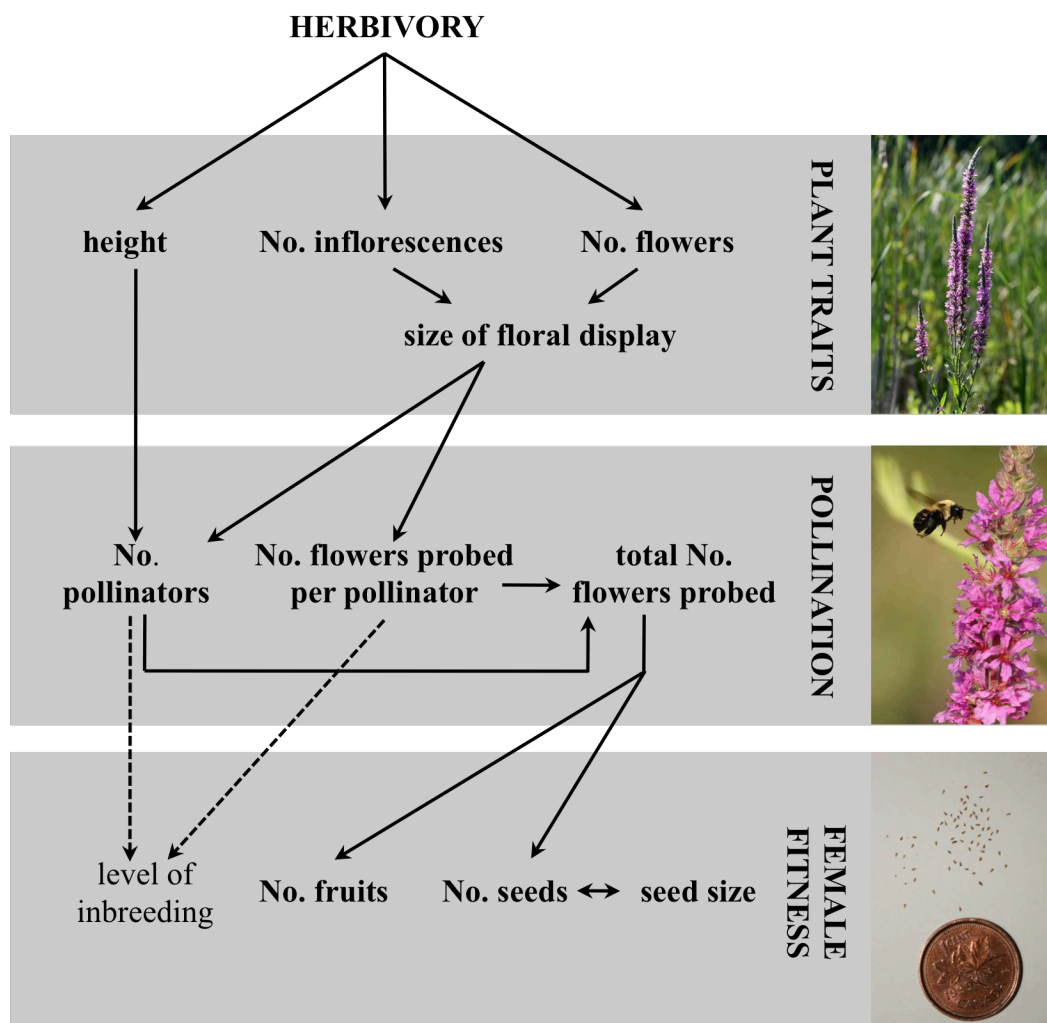 HERBIVORY
PLANT TRAITS
height
No. inflorescences
No. flowers
size of floral display
POLLINATION
No.
pollinators
No. flowers probed
per pollinator
total No.
flowers probed
FEMALE
FITNESS
level of
inbreeding
No. fruits
No. seeds
seed size